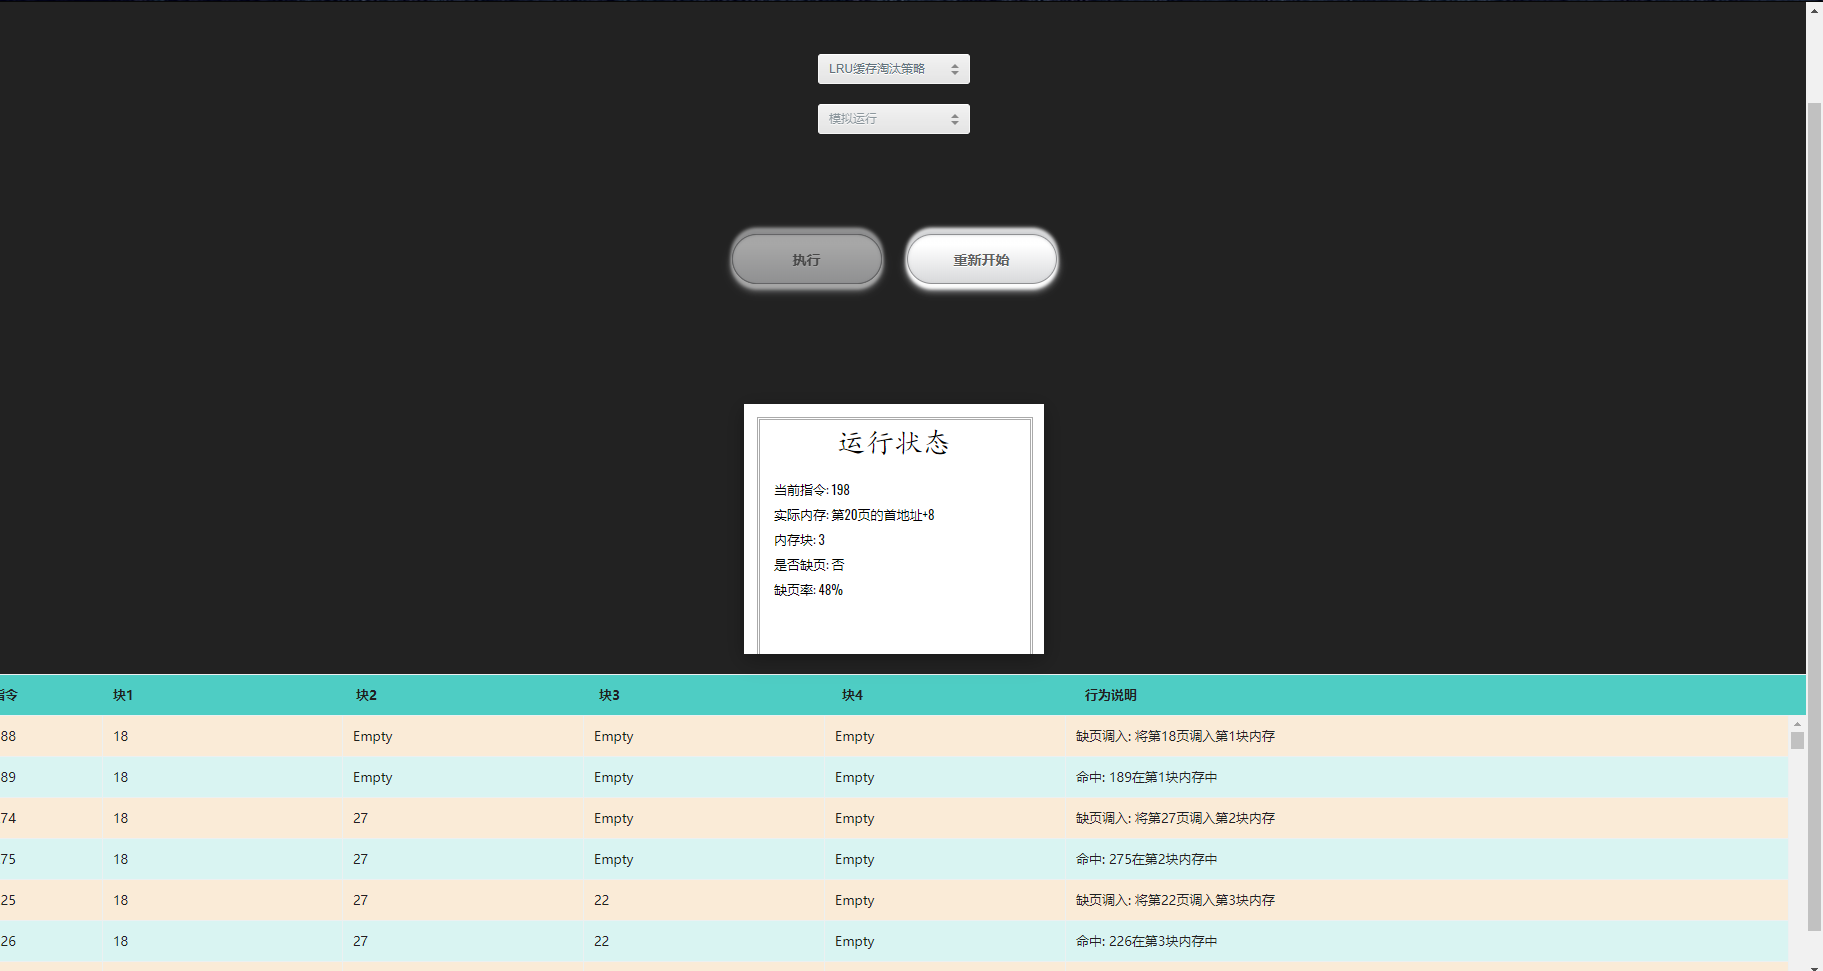 LRU缓存淘汰策略
模拟运行
执行 重新开始
运行状态
当前指令: 198
实际内存: 第20页的首地址+8
内存块: 3
是否缺页: 否
缺页率: 48%
指令 块1 块2 块3 块4 行为说明
88 18 Empty Empty Empty 缺页调入: 将第18页调入第1块内存
89 18 Empty Empty Empty 命中: 189在第1块内存中
74 18 27 Empty Empty 缺页调入: 将第27页调入第2块内存
75 18 27 Empty Empty 命中: 275在第2块内存中
25 18 27 22 Empty 缺页调入: 将第22页调入第3块内存
26 18 27 22 Empty 命中: 226在第3块内存中